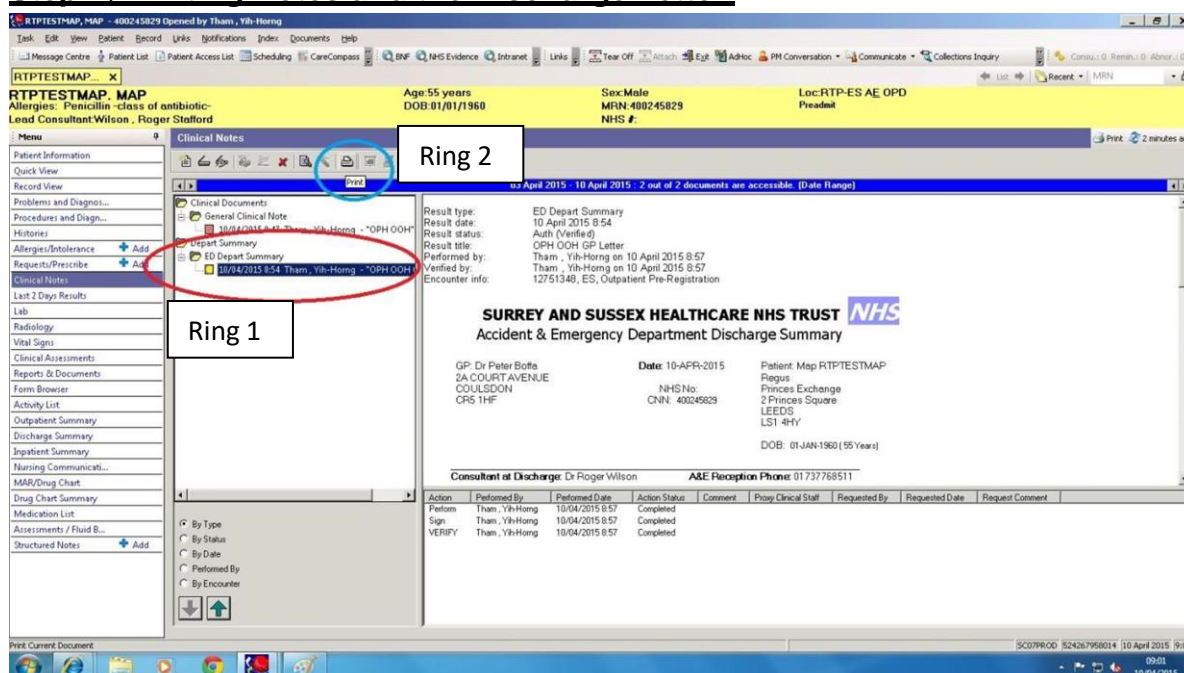 RTPTESTMAP, MAP - 400245829 Opened by Tham , Yih-Horng
Task Edit View Patient Record Links Notifications Index Documents Help
Message Centre Patient List Patient Access List Scheduling CareCompass BNF NHS Evidence Intranet Links Tear Off Attach Exit AdHoc PM Conversation Communicate Collections Inquiry
RTPTESTMAP... x List Recent MRN
RTPTESTMAP, MAP Age:55 years Sex:Male Loc:RTP-ES AE OPD
Allergies: Penicillin -class of antibiotic- DOB:01/01/1960 MRN:400245829 Preadmit
Lead Consultant:Wilson , Roger Stafford NHS #:
Menu Clinical Notes Print 2 minutes a
Patient Information
Quick View
Record View
Problems and Diagnos...
Procedures and Diagn...
Histories
Allergies/Intolerance Add
Requests/Prescribe Add
Clinical Notes
Last 2 Days Results
Lab
Radiology
Vital Signs
Clinical Assessments
Reports & Documents
Form Browser
Activity List
Outpatient Summary
Discharge Summary
Inpatient Summary
Nursing Communicati...
MAR/Drug Chart
Drug Chart Summary
Medication List
Assessments / Fluid B...
Structured Notes Add
Ring 2
Print
03 April 2015 - 10 April 2015 : 2 out of 2 documents are accessible. (Date Range)
Clinical Documents
General Clinical Note
10/04/2015 8:47 Tham , Yih-Horng - "OPH OOH"
Depart Summary
ED Depart Summary
10/04/2015 8:54 Tham , Yih-Horng - "OPH OOH
Ring 1
By Type
By Status
By Date
Performed By
By Encounter
Result type: ED Depart Summary
Result date: 10 April 2015 8:54
Result status: Auth (Verified)
Result title: OPH OOH GP Letter
Performed by: Tham , Yih-Horng on 10 April 2015 8:57
Verified by: Tham , Yih-Horng on 10 April 2015 8:57
Encounter info: 12751348, ES, Outpatient Pre-Registration
SURREY AND SUSSEX HEALTHCARE NHS TRUST NHS
Accident & Emergency Department Discharge Summary
GP: Dr Peter Boffa Date: 10-APR-2015 Patient: Map RTPTESTMAP
2A COURT AVENUE Regus
COULSDON NHS No: Princes Exchange
CR5 1HF CNN: 400245829 2 Princes Square
LEEDS
LS1 4HY
DOB: 01-JAN-1960 ( 55 Years)
Consultant at Discharge: Dr Roger Wilson A&E Reception Phone: 01737768511
Action Performed By Performed Date Action Status Comment Proxy Clinical Staff Requested By Requested Date Request Comment
Perform Tham , Yih-Horng 10/04/2015 8:57 Completed
Sign Tham , Yih-Horng 10/04/2015 8:57 Completed
VERIFY Tham , Yih-Horng 10/04/2015 8:57 Completed
Print Current Document SC07PROD S24267958014 10 April 2015
09:01